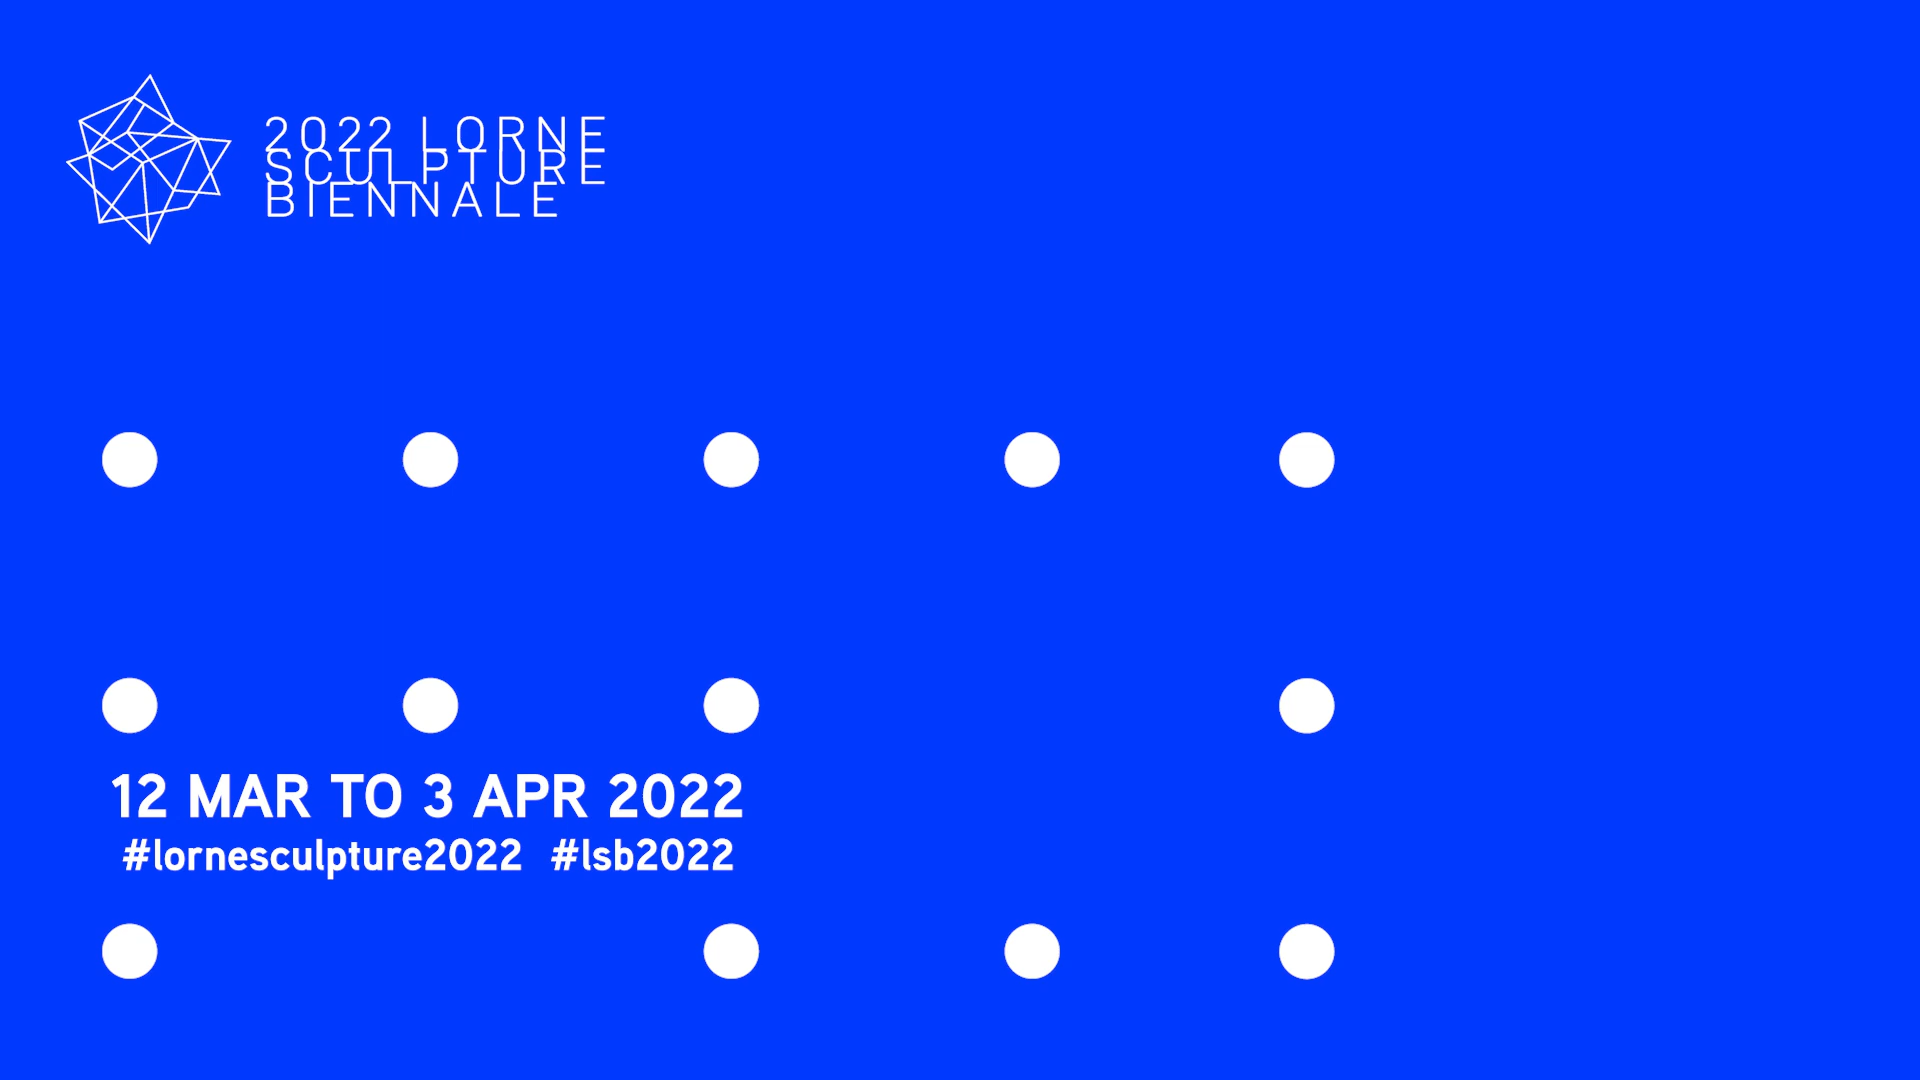 2022 LORNE
SCULPTURE
BIENNALE
12 MAR TO 3 APR 2022
#lornesculpture2022 #lsb2022